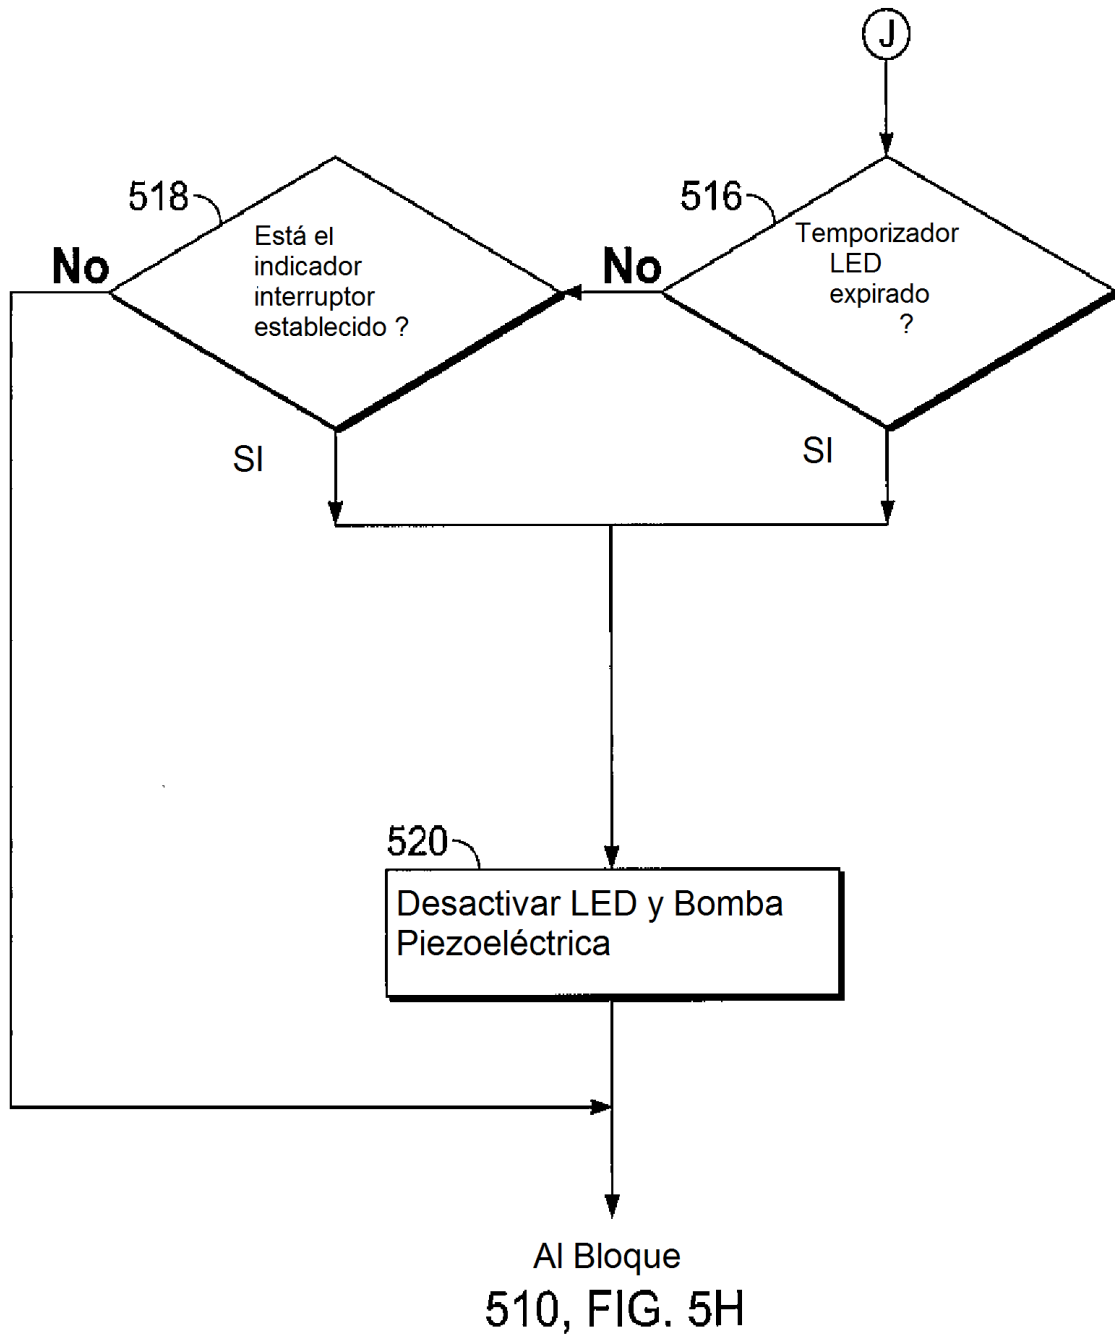 J
518
516
Está el
indicador
interruptor
establecido ?
Temporizador
LED
expirado
?
No
No
SI
SI
520
Desactivar LED y Bomba
Piezoeléctrica
Al Bloque
510, FIG. 5H